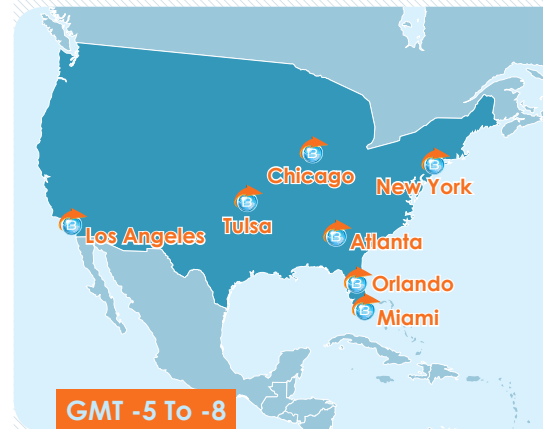 Chicago
New York
Tulsa
Los Angeles
Atlanta
Orlando
Miami
GMT -5 To -8